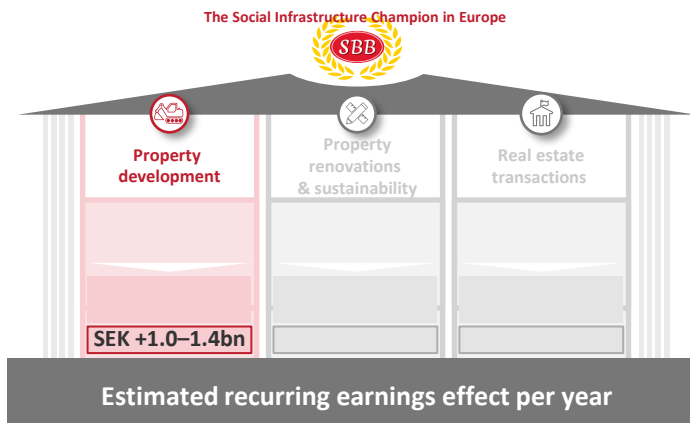 The Social Infrastructure Champion in Europe
SBB
Property
development
Property
renovations
& sustainability
Real estate
transactions
SEK +1.0–1.4bn
Estimated recurring earnings effect per year